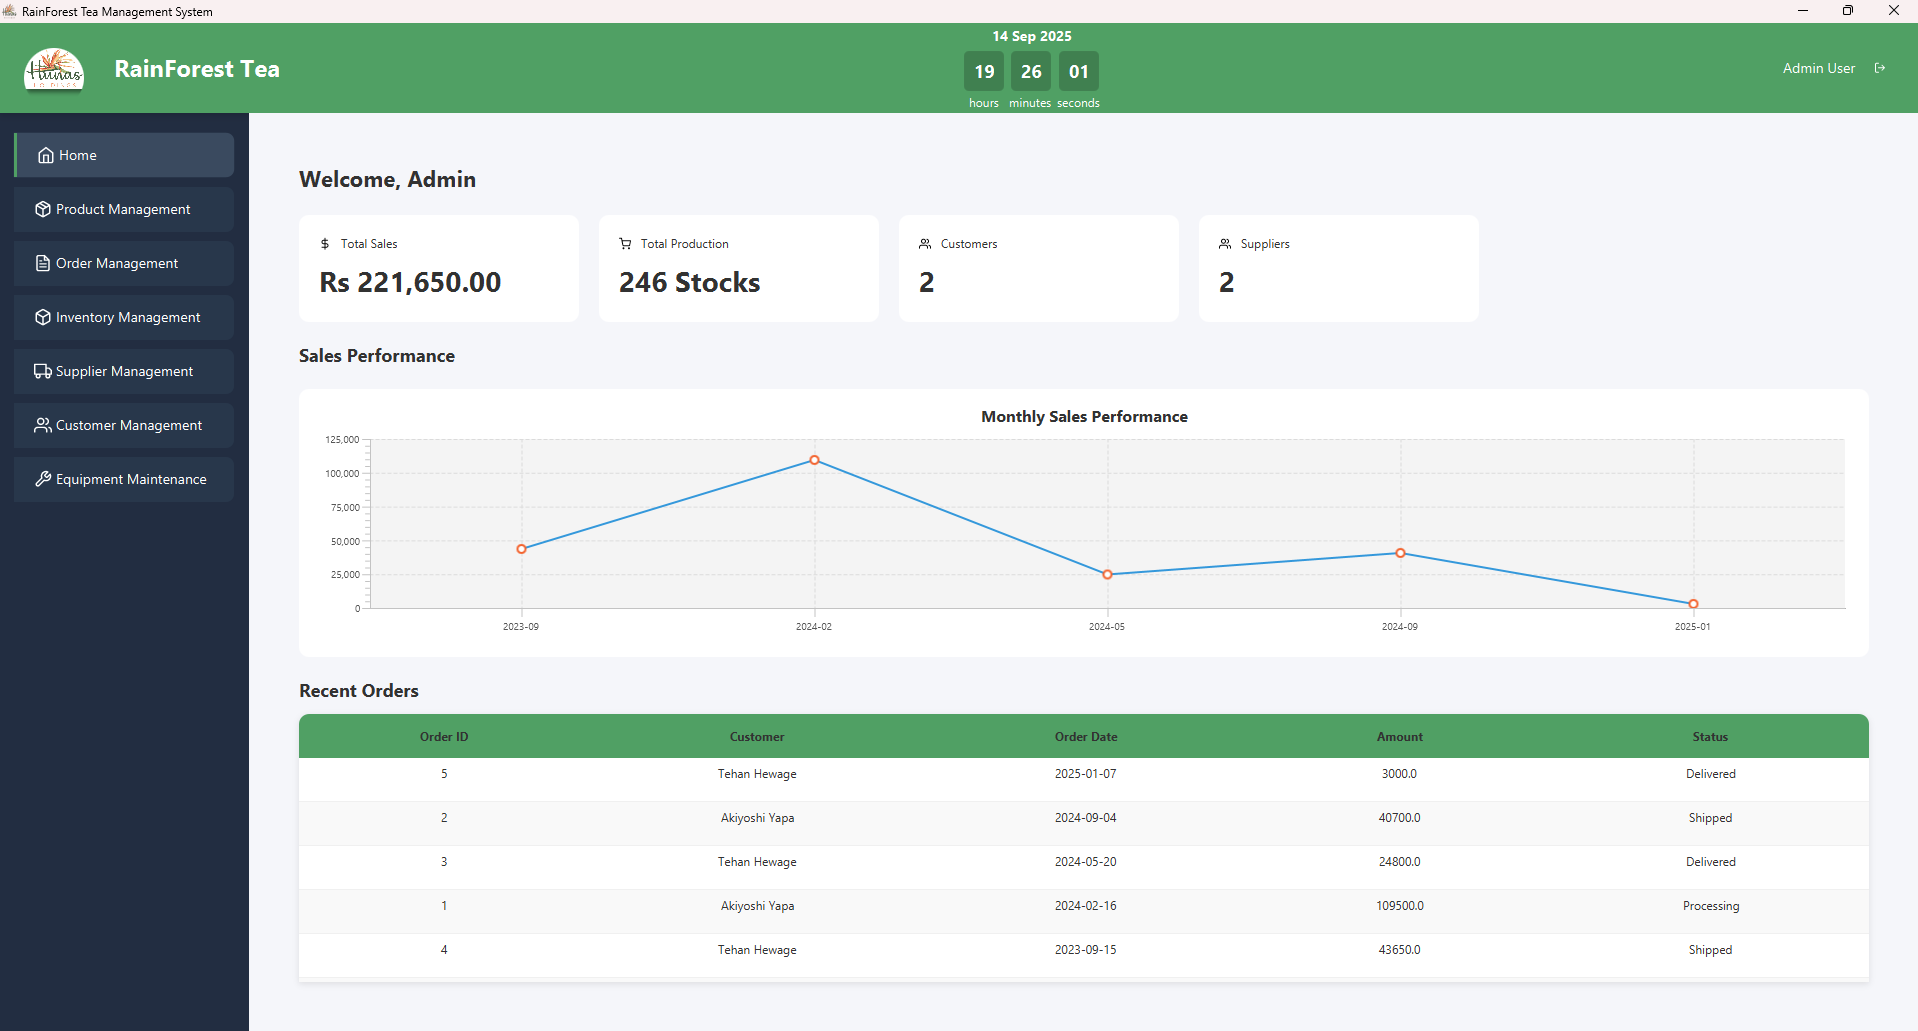 RainForest Tea Management System
Hunas
HOLDINGS
RainForest Tea
14 Sep 2025
19 26 01
hours minutes seconds
Admin User
Home
Product Management
Order Management
Inventory Management
Supplier Management
Customer Management
Equipment Maintenance
Welcome, Admin
$ Total Sales
Rs 221,650.00
Total Production
246 Stocks
Customers
2
Suppliers
2
Sales Performance
Monthly Sales Performance
125,000
100,000
75,000
50,000
25,000
0
2023-09 2024-02 2024-05 2024-09 2025-01
Recent Orders
Order ID Customer Order Date Amount Status
5 Tehan Hewage 2025-01-07 3000.0 Delivered
2 Akiyoshi Yapa 2024-09-04 40700.0 Shipped
3 Tehan Hewage 2024-05-20 24800.0 Delivered
1 Akiyoshi Yapa 2024-02-16 109500.0 Processing
4 Tehan Hewage 2023-09-15 43650.0 Shipped